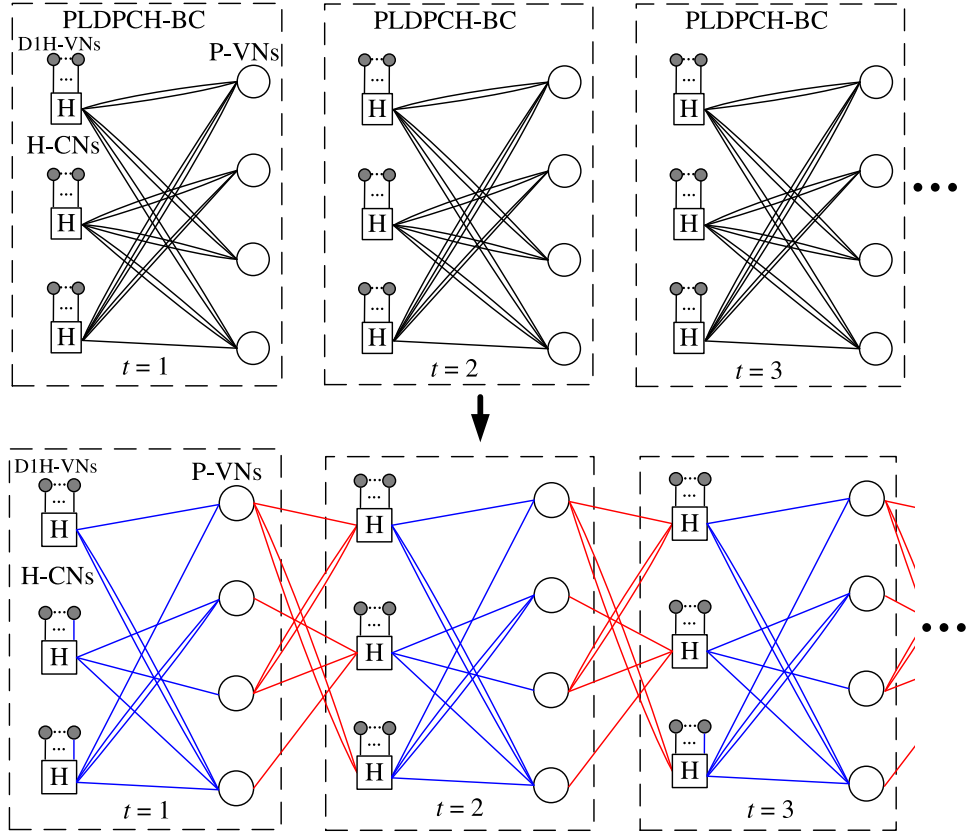 PLDPCH-BC PLDPCH-BC PLDPCH-BC
D1H-VNs P-VNs
... ... ...
H H H
H-CNs
... ... ...
H H H
...
... ... ...
H H H
t = 1 t = 2 t = 3
D1H-VNs P-VNs
... ... ...
H H H
H-CNs
... ... ...
H H H
...
... ... ...
H H H
t = 1 t = 2 t = 3